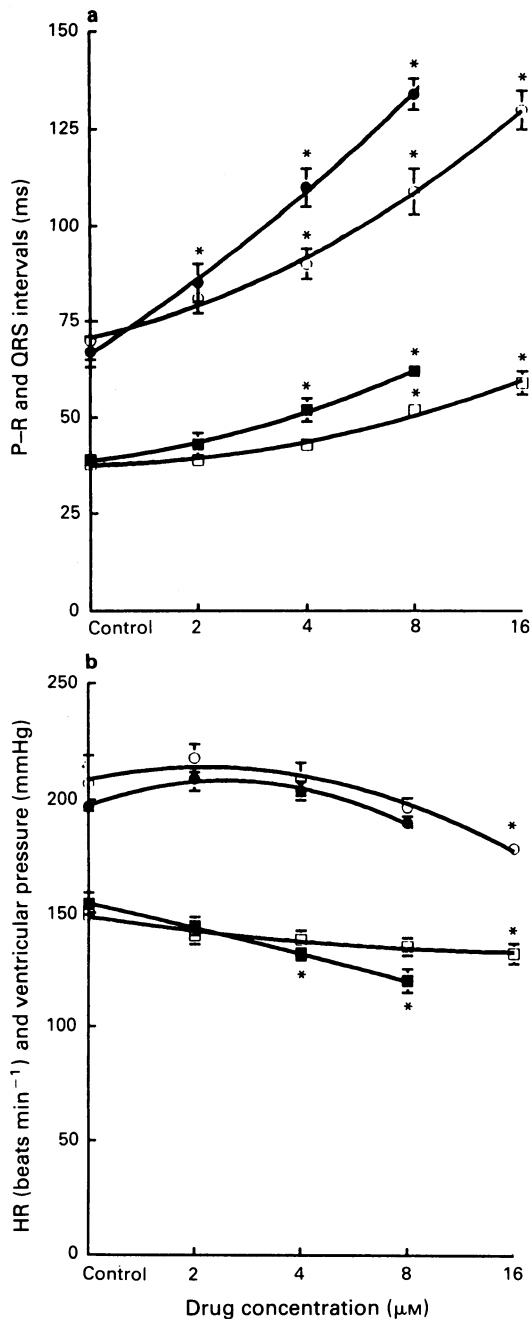 a
150
125
100
75
50
25
0
P–R and QRS intervals (ms)
* * * * * * * * *
Control 2 4 8 16
b
250
200
150
100
50
0
HR (beats min⁻¹) and ventricular pressure (mmHg)
* * * *
Control 2 4 8 16
Drug concentration (μM)